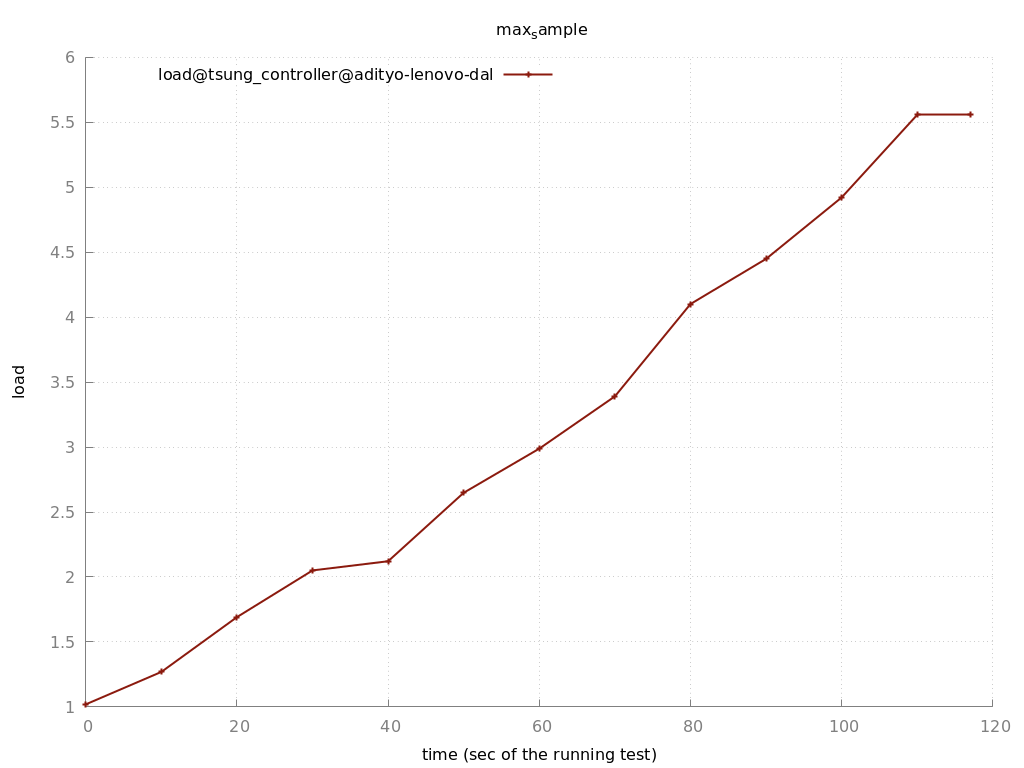 max_sample
load@tsung_controller@adityo-lenovo-dal
6
5.5
5
4.5
4
3.5
3
2.5
2
1.5
1
load
0 20 40 60 80 100 120
time (sec of the running test)